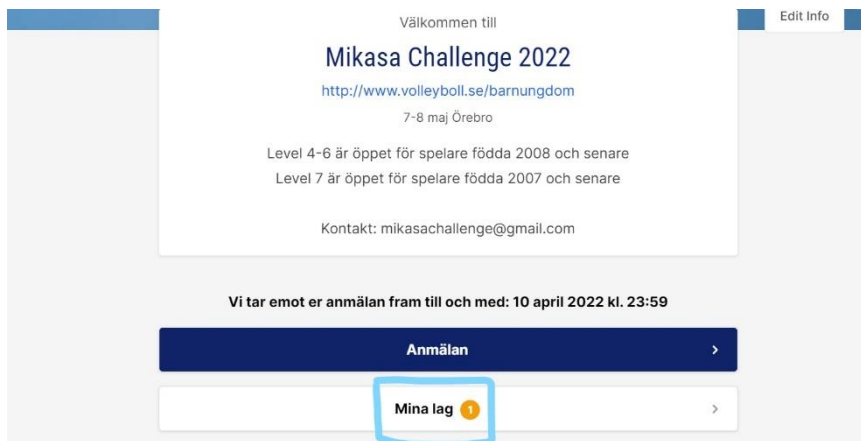 Edit Info
Välkommen till
Mikasa Challenge 2022
http://www.volleyboll.se/barnungdom
7-8 maj Örebro
Level 4-6 är öppet för spelare födda 2008 och senare
Level 7 är öppet för spelare födda 2007 och senare
Kontakt: mikasachallenge@gmail.com
Vi tar emot er anmälan fram till och med: 10 april 2022 kl. 23:59
Anmälan
Mina lag 1